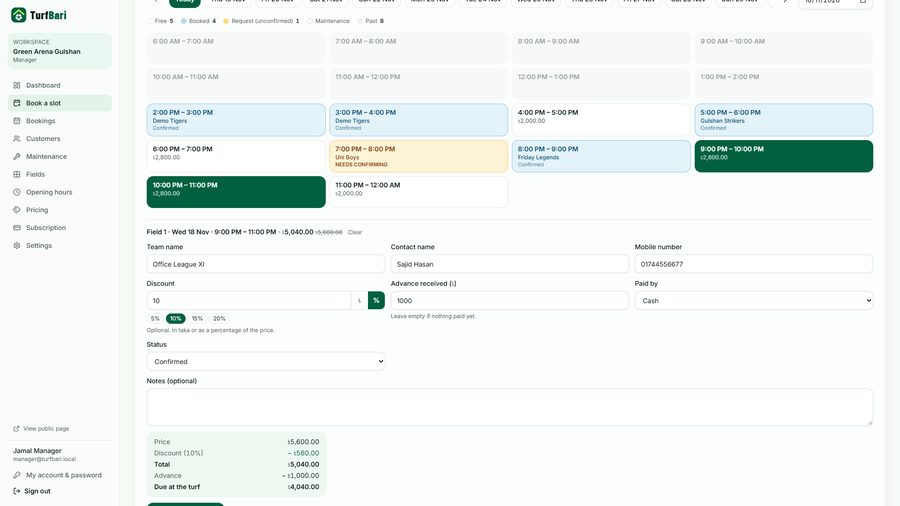 TurfBari
WORKSPACE
Green Arena Gulshan
Manager
Dashboard
Book a slot
Bookings
Customers
Maintenance
Fields
Opening hours
Pricing
Subscription
Settings
View public page
Jamal Manager
manager@turfbari.local
My account & password
Sign out
Free 5 Booked 4 Request (unconfirmed) 1 Maintenance Past 8
6:00 AM – 7:00 AM 7:00 AM – 8:00 AM 8:00 AM – 9:00 AM 9:00 AM – 10:00 AM
10:00 AM – 11:00 AM 11:00 AM – 12:00 PM 12:00 PM – 1:00 PM 1:00 PM – 2:00 PM
2:00 PM – 3:00 PM 3:00 PM – 4:00 PM 4:00 PM – 5:00 PM 5:00 PM – 6:00 PM
Demo Tigers Demo Tigers ৳2,000.00 Gulshan Strikers
Confirmed Confirmed Confirmed
6:00 PM – 7:00 PM 7:00 PM – 8:00 PM 8:00 PM – 9:00 PM 9:00 PM – 10:00 PM
৳2,800.00 Uni Boys Friday Legends ৳2,800.00
NEEDS CONFIRMING Confirmed
10:00 PM – 11:00 PM 11:00 PM – 12:00 AM
৳2,800.00 ৳2,000.00
Field 1 · Wed 18 Nov · 9:00 PM – 11:00 PM · ৳5,040.00 ৳5,600.00 Clear
Team name Contact name Mobile number
Office League XI Sajid Hasan 01744556677
Discount Advance received (৳) Paid by
10 ৳ % 1000 Cash
5% 10% 15% 20% Leave empty if nothing paid yet.
Optional. In taka or as a percentage of the price.
Status
Confirmed
Notes (optional)
Price ৳5,600.00
Discount (10%) – ৳560.00
Total ৳5,040.00
Advance – ৳1,000.00
Due at the turf ৳4,040.00